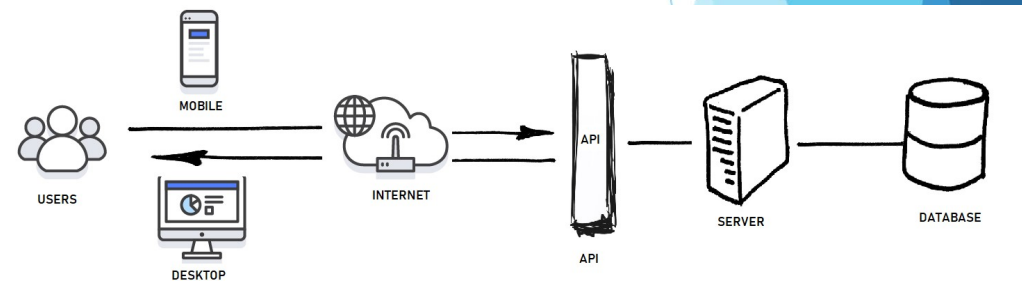 MOBILE
USERS
DESKTOP
INTERNET
API
API
SERVER
DATABASE